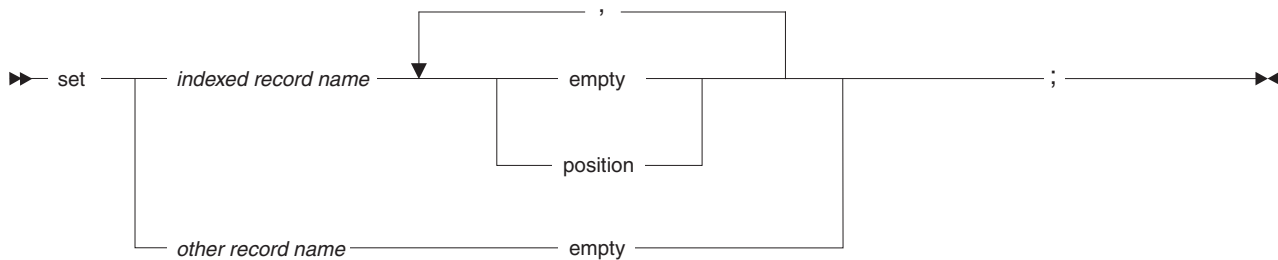 ,
set indexed record name empty ;
position
other record name empty